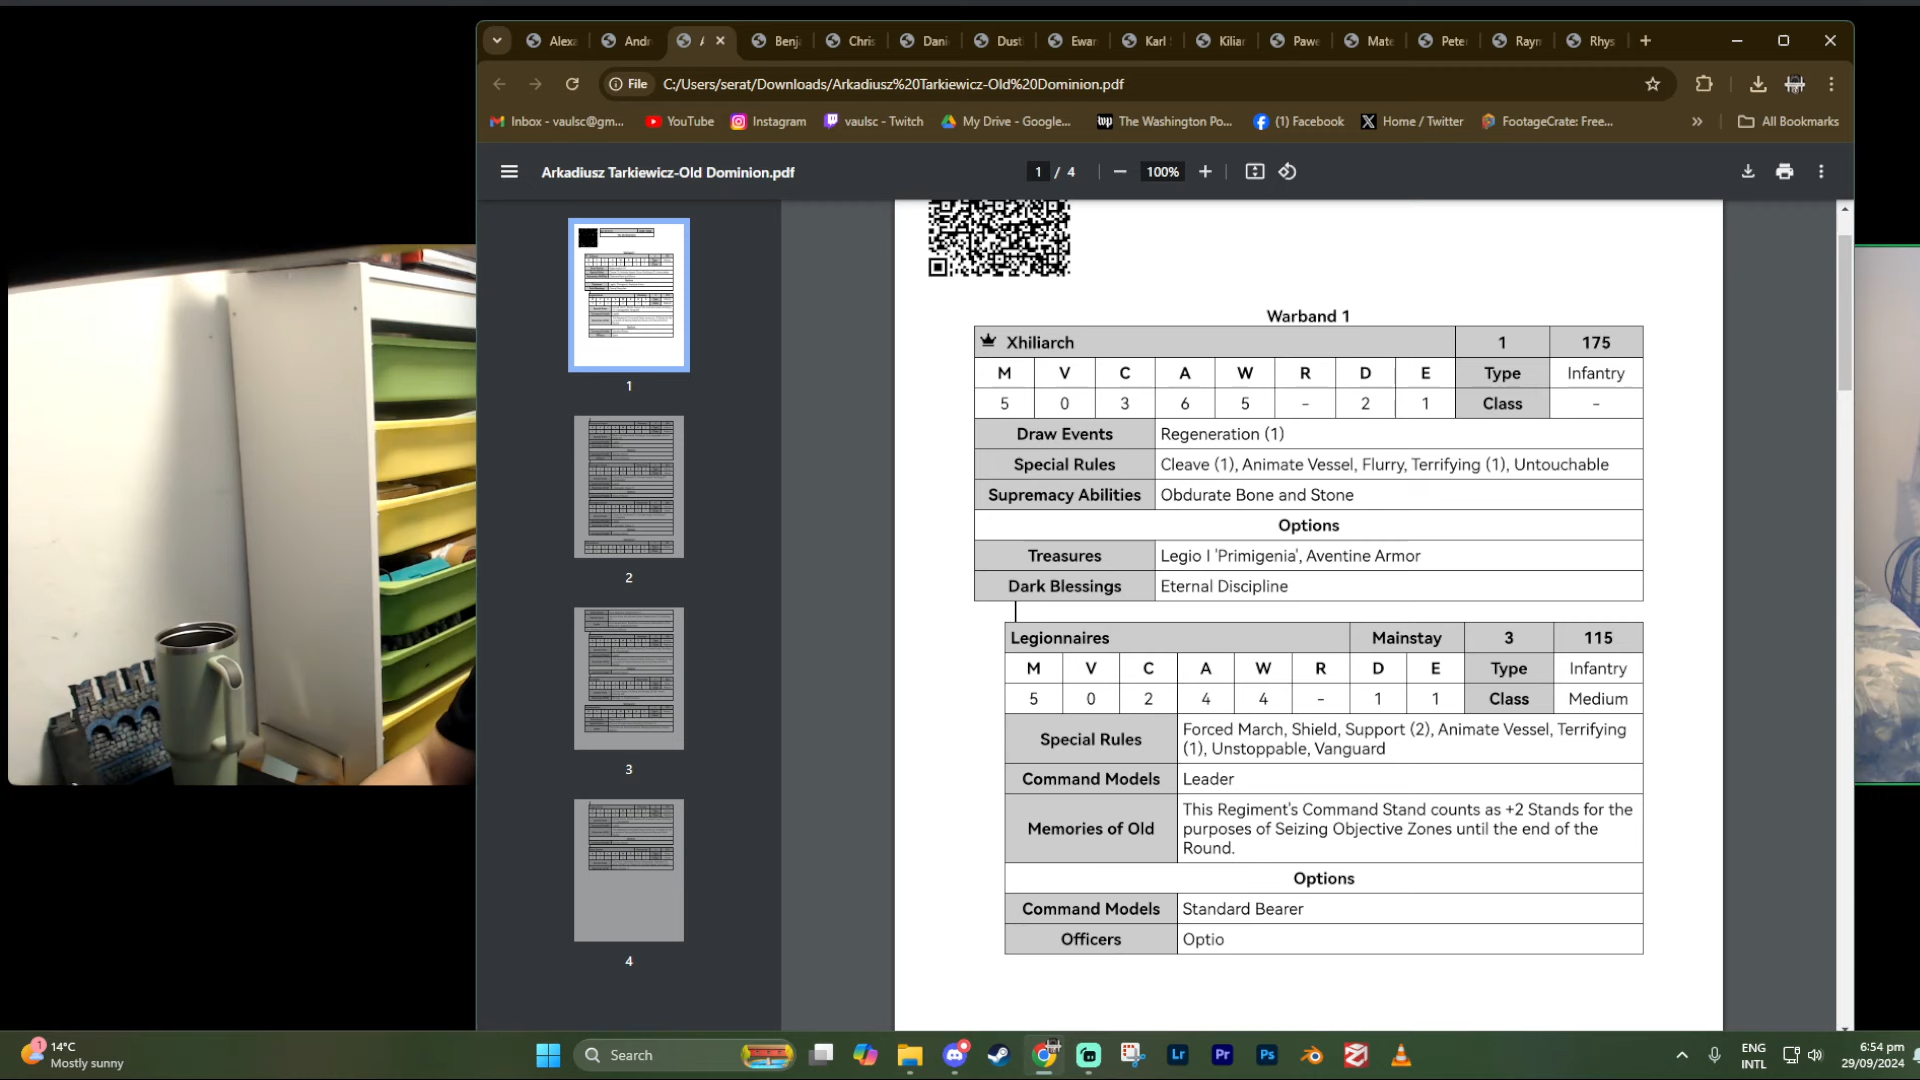 Alexa
Andr
A
Benj
Chris
Dani
Dust
Ewan
Karl
Kilian
Pawe
Mate
Pete
Rayn
Rhys
File
C:/Users/serat/Downloads/Arkadiusz%20Tarkiewicz-Old%20Dominion.pdf
Inbox - vaulsc@gm...
YouTube
Instagram
vaulsc - Twitch
My Drive - Google...
wp
The Washington Po...
(1) Facebook
Home / Twitter
FootageCrate: Free...
All Bookmarks
Arkadiusz Tarkiewicz-Old Dominion.pdf
1 / 4
100%
1
2
3
4
Warband 1
Xhiliarch 1 175
M V C A W R D E Type Infantry
5 0 3 6 5 - 2 1 Class -
Draw Events Regeneration (1)
Special Rules Cleave (1), Animate Vessel, Flurry, Terrifying (1), Untouchable
Supremacy Abilities Obdurate Bone and Stone
Options
Treasures Legio I 'Primigenia', Aventine Armor
Dark Blessings Eternal Discipline
Legionnaires Mainstay 3 115
M V C A W R D E Type Infantry
5 0 2 4 4 - 1 1 Class Medium
Special Rules Forced March, Shield, Support (2), Animate Vessel, Terrifying
(1), Unstoppable, Vanguard
Command Models Leader
Memories of Old This Regiment's Command Stand counts as +2 Stands for the
purposes of Seizing Objective Zones until the end of the
Round.
Options
Command Models Standard Bearer
Officers Optio
1
14°C
Mostly sunny
Search
Lr
Pr
Ps
ENG
INTL
6:54 pm
29/09/2024